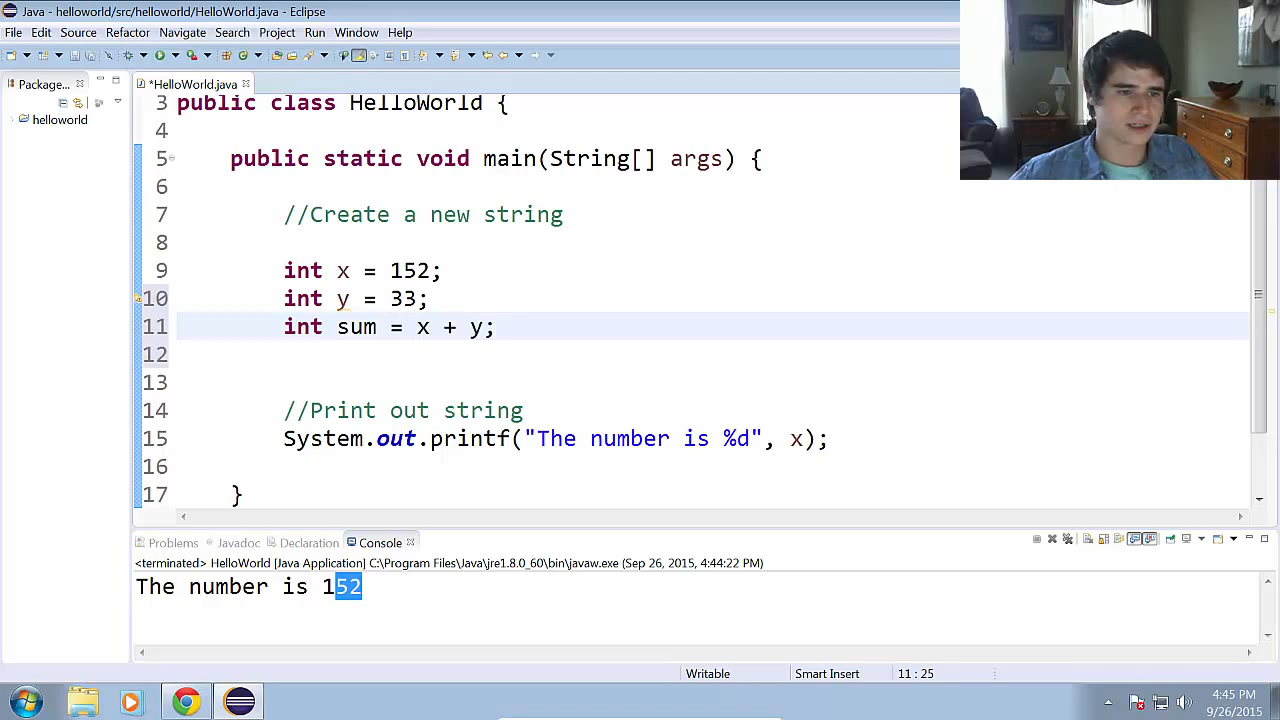 Java - helloworld/src/helloworld/HelloWorld.java - Eclipse
File Edit Source Refactor Navigate Search Project Run Window Help
Package...
*HelloWorld.java
helloworld
3 public class HelloWorld {
4
5 public static void main(String[] args) {
6
7 //Create a new string
8
9 int x = 152;
10 int y = 33;
11 int sum = x + y;
12
13
14 //Print out string
15 System.out.printf("The number is %d", x);
16
17 }
Problems Javadoc Declaration Console
<terminated> HelloWorld [Java Application] C:\Program Files\Java\jre1.8.0_60\bin\javaw.exe (Sep 26, 2015, 4:44:22 PM)
The number is 152
Writable Smart Insert 11 : 25
4:45 PM
9/26/2015